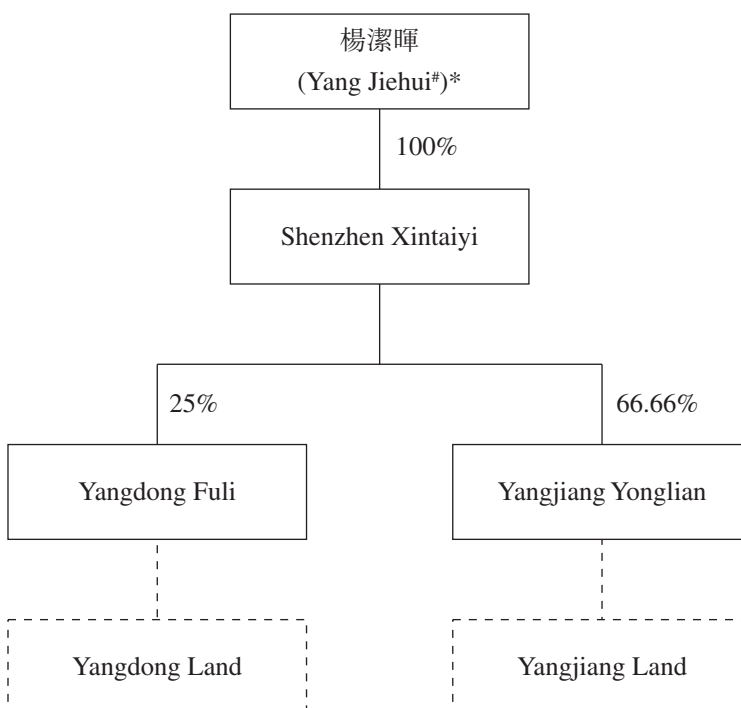 楊潔暉
(Yang Jiehui#)*
100%
Shenzhen Xintaiyi
25%
66.66%
Yangdong Fuli
Yangjiang Yonglian
Yangdong Land
Yangjiang Land